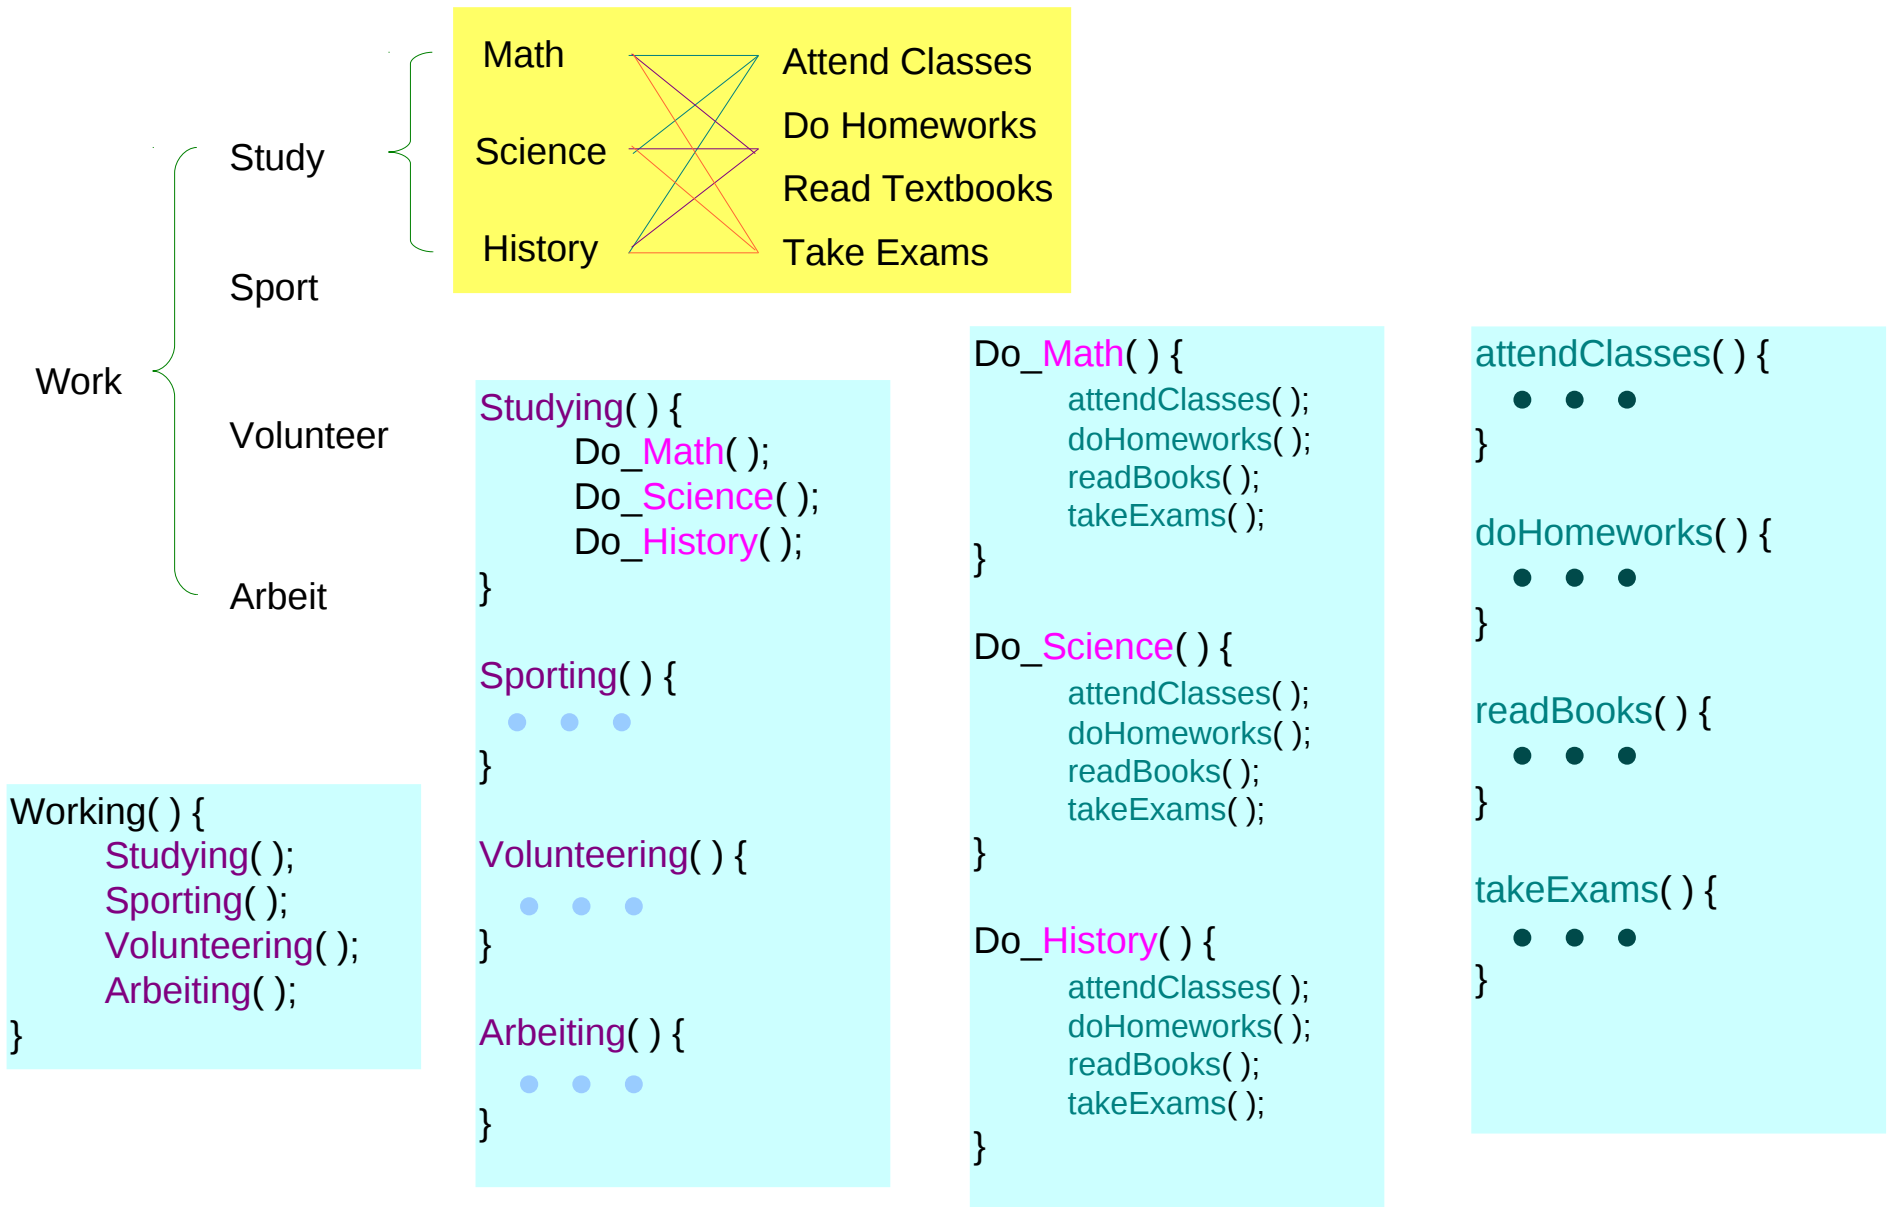 Work
Study
Sport
Volunteer
Arbeit
Math
Science
History
Attend Classes
Do Homeworks
Read Textbooks
Take Exams
Working( ) {
Studying( );
Sporting( );
Volunteering( );
Arbeiting( );
}
Studying( ) {
Do_Math( );
Do_Science( );
Do_History( );
}
Sporting( ) {
● ● ●
}
Volunteering( ) {
● ● ●
}
Arbeiting( ) {
● ● ●
}
Do_Math( ) {
attendClasses( );
doHomeworks( );
readBooks( );
takeExams( );
}
Do_Science( ) {
attendClasses( );
doHomeworks( );
readBooks( );
takeExams( );
}
Do_History( ) {
attendClasses( );
doHomeworks( );
readBooks( );
takeExams( );
}
attendClasses( ) {
● ● ●
}
doHomeworks( ) {
● ● ●
}
readBooks( ) {
● ● ●
}
takeExams( ) {
● ● ●
}